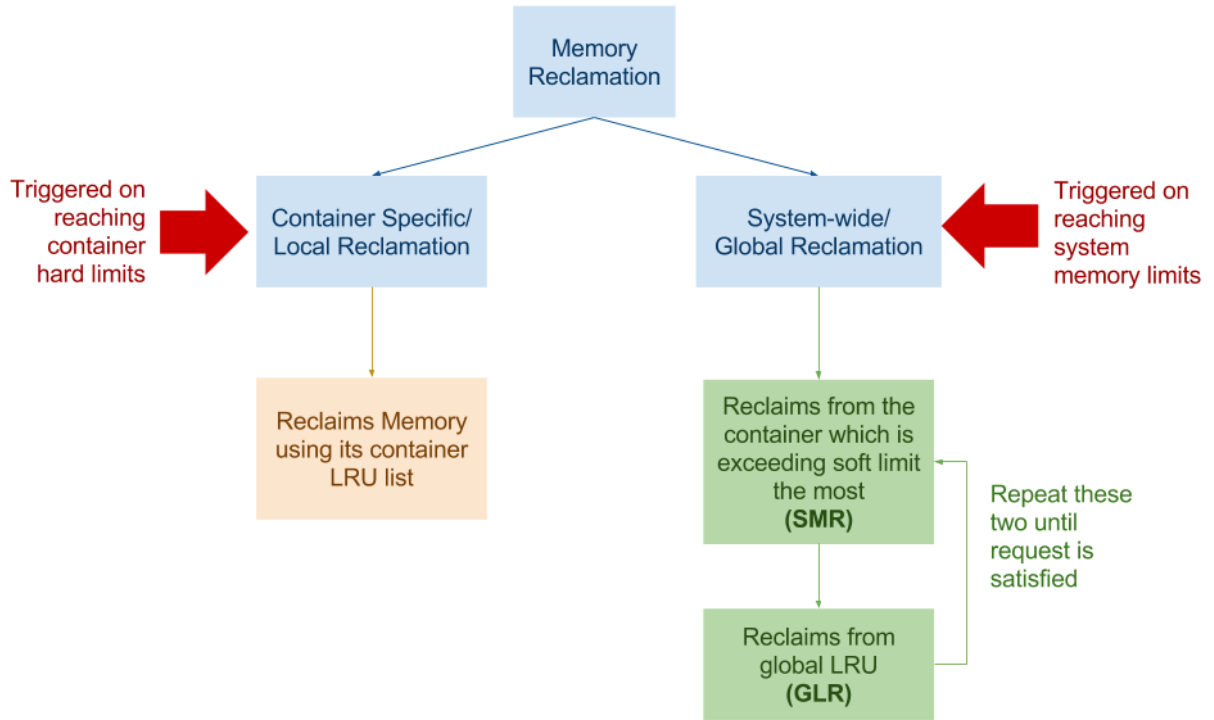 Memory
Reclamation
Triggered on
reaching
container
hard limits
Container Specific/
Local Reclamation
System-wide/
Global Reclamation
Triggered on
reaching
system
memory limits
Reclaims Memory
using its container
LRU list
Reclaims from the
container which is
exceeding soft limit
the most
(SMR)
Repeat these
two until
request is
satisfied
Reclaims from
global LRU
(GLR)